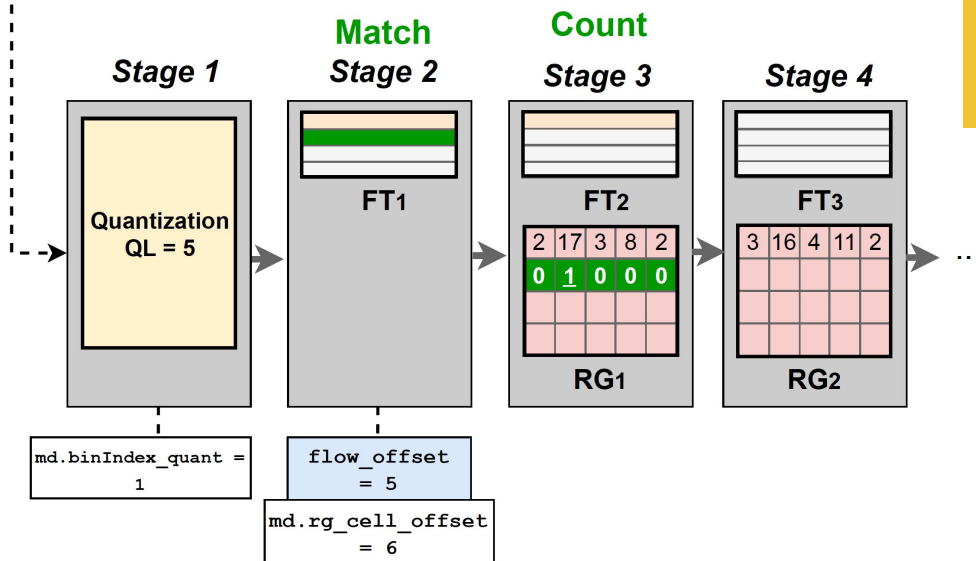 Match
Count
Stage 1
Stage 2
Stage 3
Stage 4
Quantization
QL = 5
FT1
FT2
FT3
2 17 3 8 2
0 1 0 0 0
RG1
3 16 4 11 2
RG2
..
md.binIndex_quant =
1
flow_offset
= 5
md.rg_cell_offset
= 6